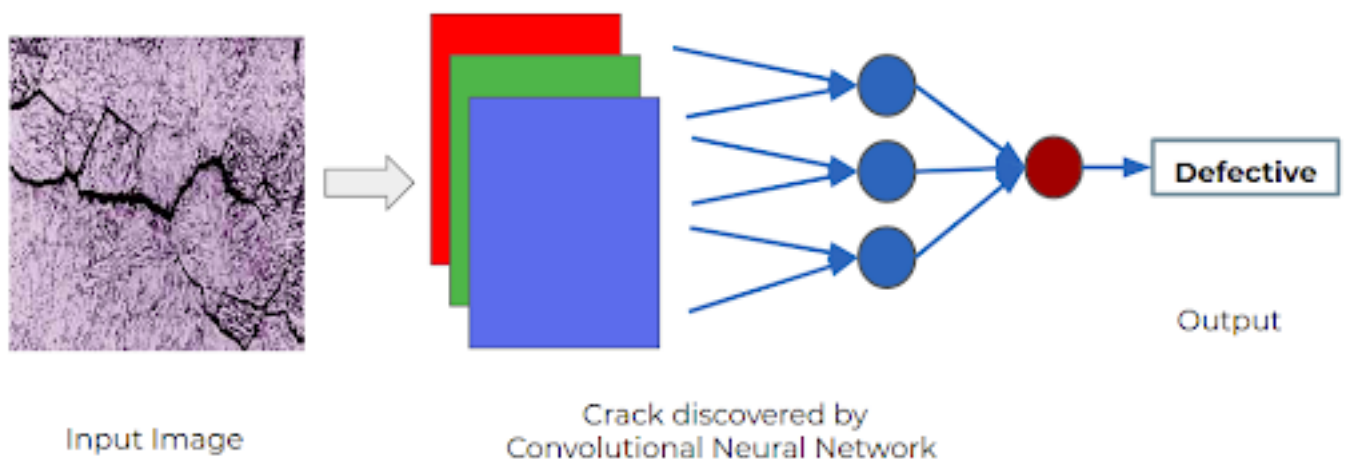 Defective
Output
Input Image
Crack discovered by
Convolutional Neural Network